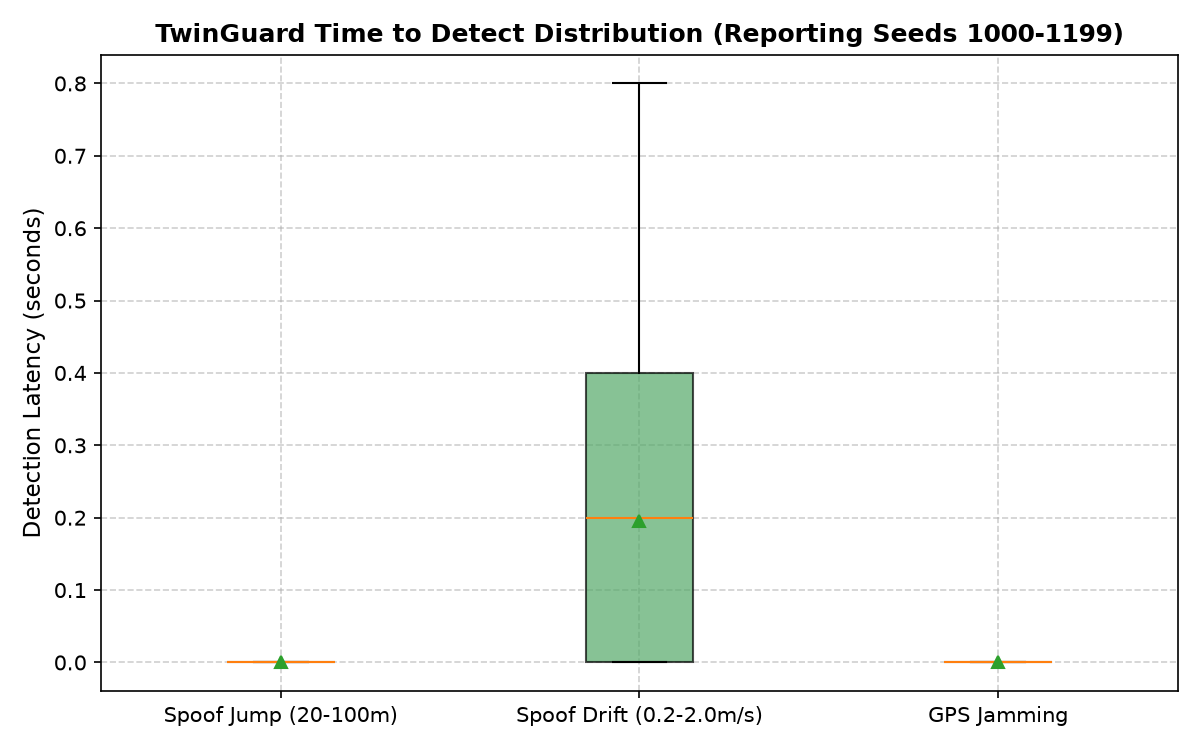 TwinGuard Time to Detect Distribution (Reporting Seeds 1000-1199)
Detection Latency (seconds)
0.8
0.7
0.6
0.5
0.4
0.3
0.2
0.1
0.0
Spoof Jump (20-100m)
Spoof Drift (0.2-2.0m/s)
GPS Jamming